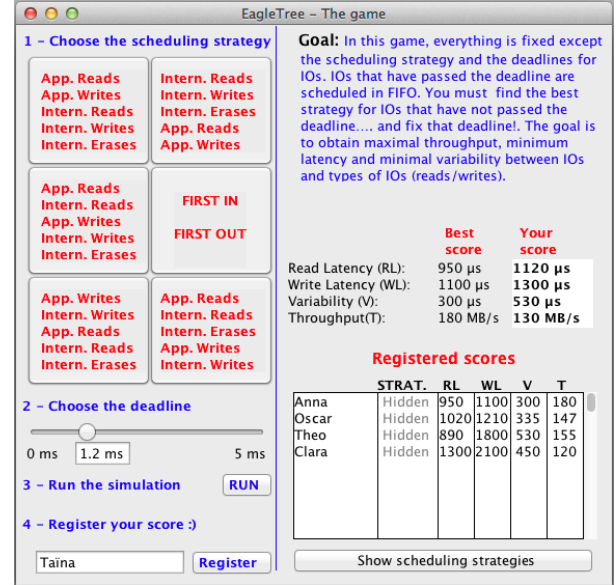 EagleTree – The game
1 – Choose the scheduling strategy
App. Reads
App. Writes
Intern. Reads
Intern. Writes
Intern. Erases
Intern. Reads
Intern. Writes
Intern. Erases
App. Reads
App. Writes
App. Reads
Intern. Reads
App. Writes
Intern. Writes
Intern. Erases
FIRST IN
FIRST OUT
App. Writes
Intern. Writes
App. Reads
Intern. Reads
Intern. Erases
App. Reads
Intern. Reads
Intern. Erases
App. Writes
Intern. Writes
2 – Choose the deadline
0 ms 1.2 ms 5 ms
3 – Run the simulation RUN
4 – Register your score :)
Taïna Register
Goal: In this game, everything is fixed except
the scheduling strategy and the deadlines for
IOs. IOs that have passed the deadline are
scheduled in FIFO. You must find the best
strategy for IOs that have not passed the
deadline.... and fix that deadline!. The goal is
to obtain maximal throughput, minimum
latency and minimal variability between IOs
and types of IOs (reads/writes).
Best Your
score score
Read Latency (RL): 950 µs 1120 µs
Write Latency (WL): 1100 µs 1300 µs
Variability (V): 300 µs 530 µs
Throughput(T): 180 MB/s 130 MB/s
Registered scores
STRAT. RL WL V T
Anna Hidden 950 1100 300 180
Oscar Hidden 1020 1210 335 147
Theo Hidden 890 1800 530 155
Clara Hidden 1300 2100 450 120
Show scheduling strategies